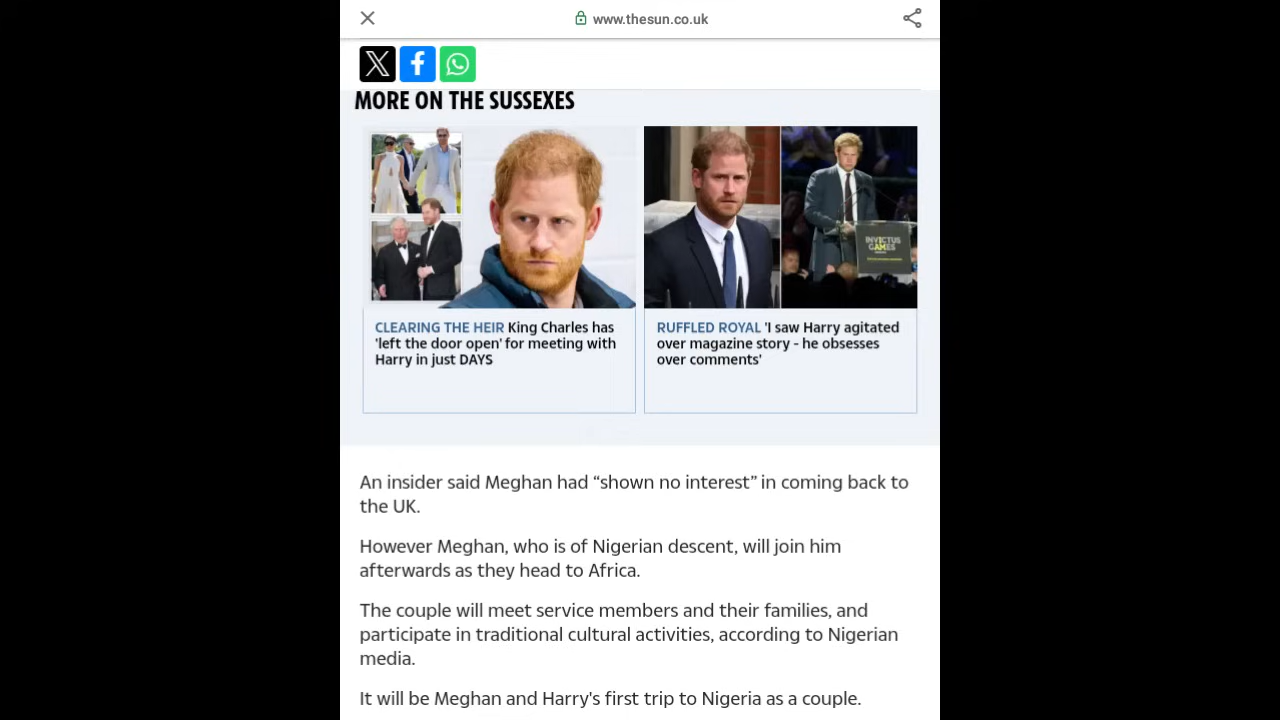 www.thesun.co.uk
MORE ON THE SUSSEXES
INVICTUS
GAMES
CLEARING THE HEIR King Charles has
'left the door open' for meeting with
Harry in just DAYS
RUFFLED ROYAL 'I saw Harry agitated
over magazine story - he obsesses
over comments'
An insider said Meghan had “shown no interest” in coming back to
the UK.
However Meghan, who is of Nigerian descent, will join him
afterwards as they head to Africa.
The couple will meet service members and their families, and
participate in traditional cultural activities, according to Nigerian
media.
It will be Meghan and Harry's first trip to Nigeria as a couple.